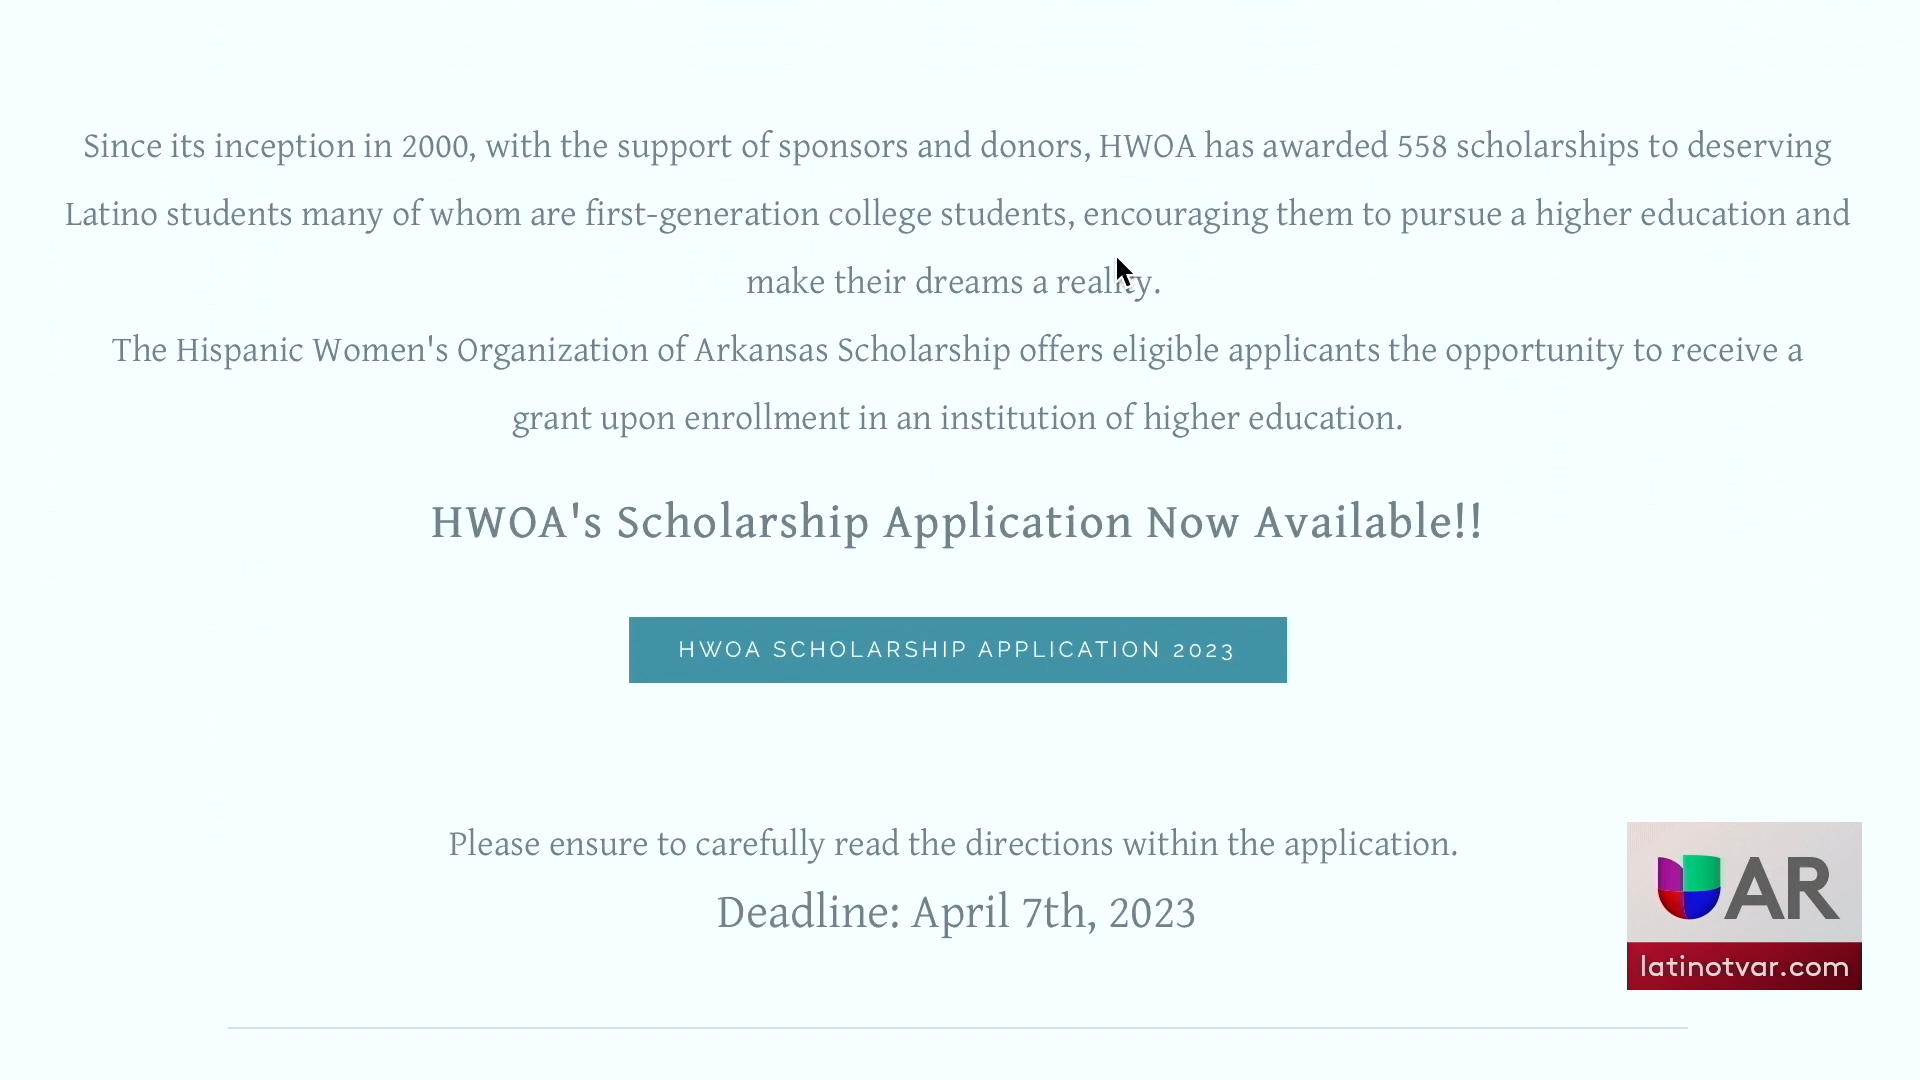 Since its inception in 2000, with the support of sponsors and donors, HWOA has awarded 558 scholarships to deserving
Latino students many of whom are first-generation college students, encouraging them to pursue a higher education and
make their dreams a reality.
The Hispanic Women's Organization of Arkansas Scholarship offers eligible applicants the opportunity to receive a
grant upon enrollment in an institution of higher education.
HWOA's Scholarship Application Now Available!!
HWOA SCHOLARSHIP APPLICATION 2023
Please ensure to carefully read the directions within the application.
Deadline: April 7th, 2023
AR
latinotvar.com